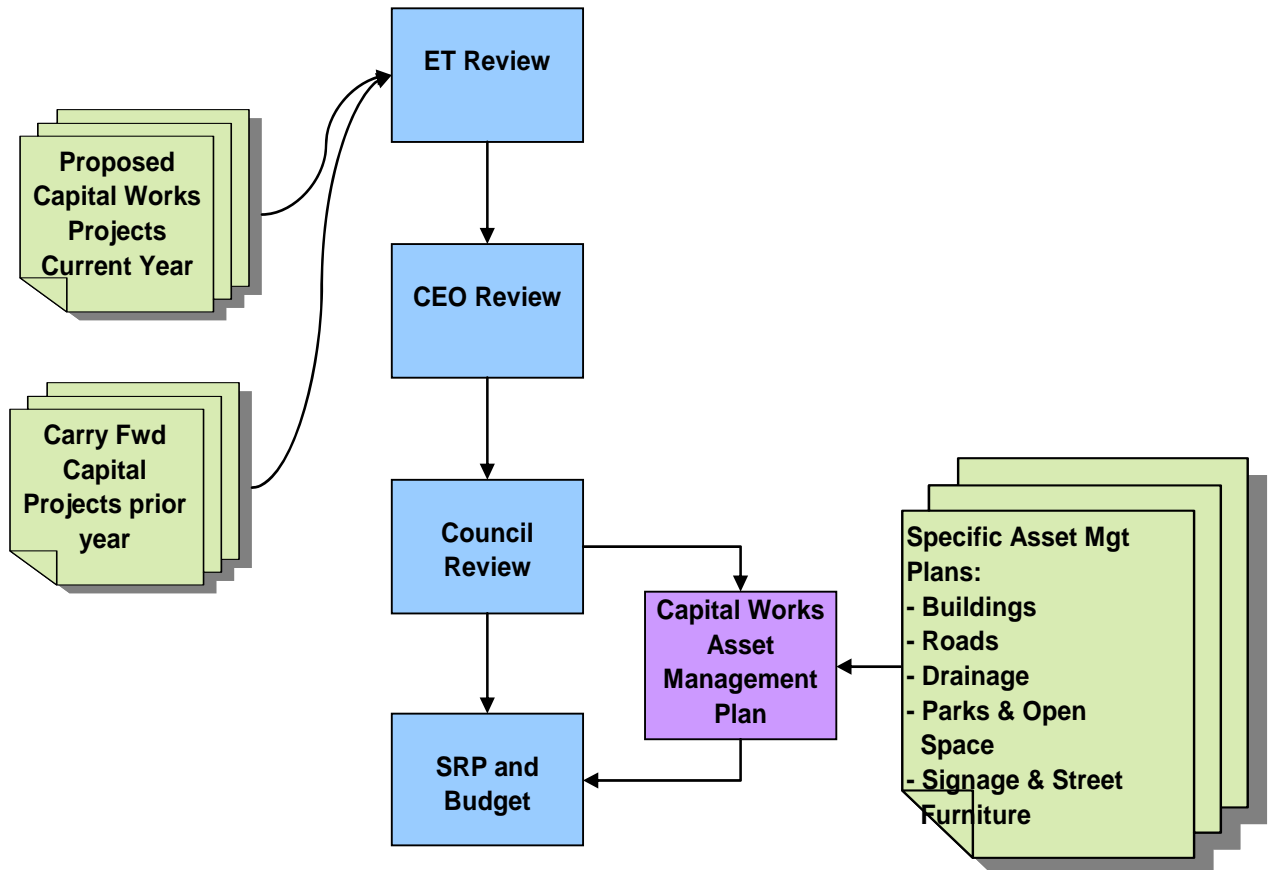 ET Review
Proposed
Capital Works
Projects
Current Year
CEO Review
Carry Fwd
Capital
Projects prior
year
Council
Review
Capital Works
Asset
Management
Plan
Specific Asset Mgt
Plans:
- Buildings
- Roads
- Drainage
- Parks & Open
Space
- Signage & Street
Furniture
SRP and
Budget